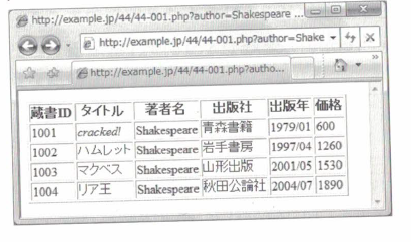 http://example.jp/44/44-001.php?author=Shakespeare ...
http://example.jp/44/44-001.php?author=Shake
http://example.jp/44/44-001.php?autho...
蔵書ID タイトル 著者名 出版社 出版年 価格
1001 cracked! Shakespeare 青森書籍 1979/01 600
1002 ハムレット Shakespeare 岩手書房 1997/04 1260
1003 マクベス Shakespeare 山形出版 2001/05 1530
1004 リア王 Shakespeare 秋田公論社 2004/07 1890